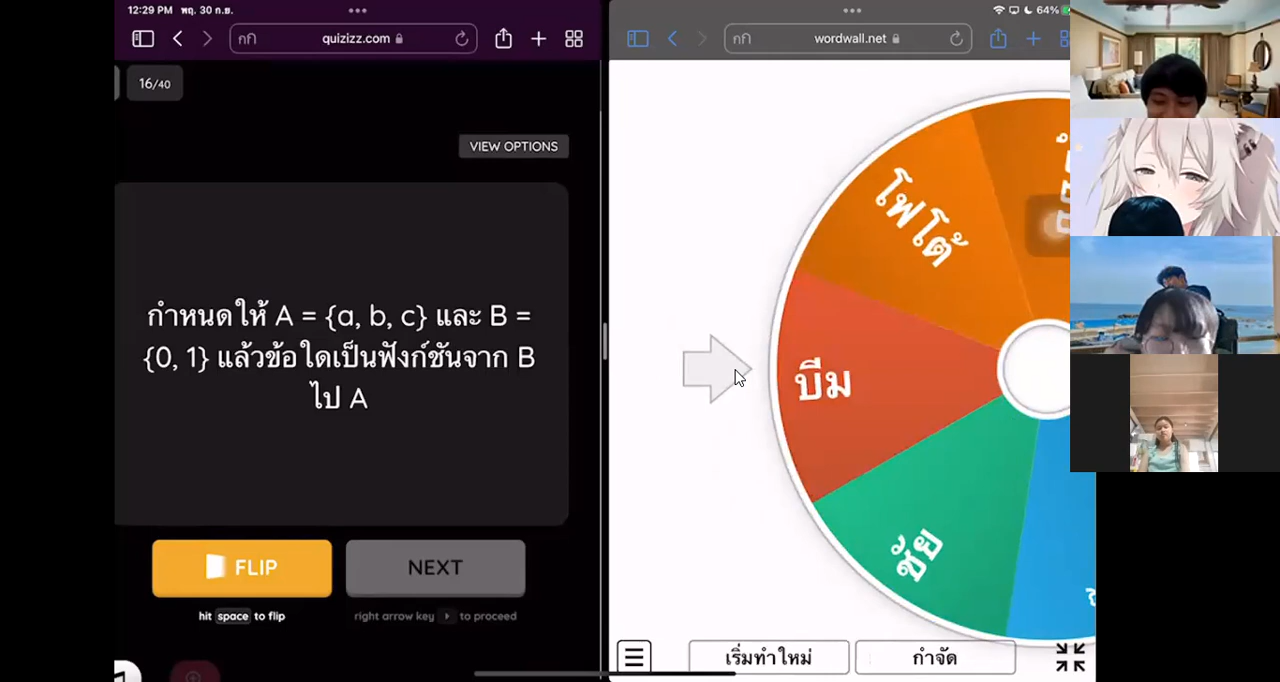 12:29 PM พฤ. 30 ก.ย.
64%
กก quizizz.com
กก wordwall.net
16/40
VIEW OPTIONS
กำหนดให้ A = {a, b, c} และ B =
{0, 1} แล้วข้อใดเป็นฟังก์ชันจาก B
ไป A
FLIP
NEXT
hit space to flip
right arrow key to proceed
โฟโต้
บีม
ชัย
เริ่มทำใหม่
กำจัด